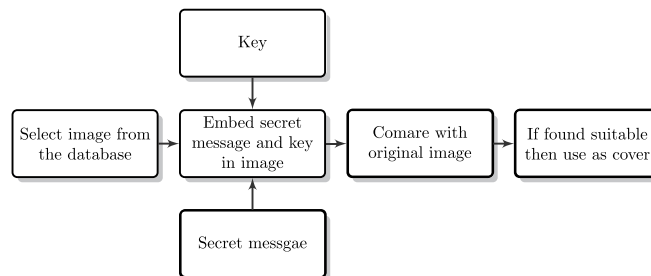 Key
Select image from
the database
Embed secret
message and key
in image
Comare with
original image
If found suitable
then use as cover
Secret messgae